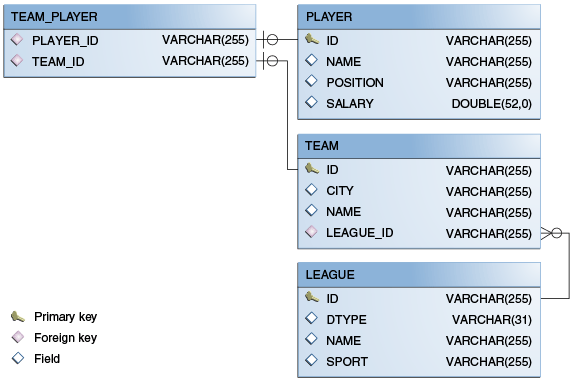 TEAM_PLAYER
PLAYER_ID VARCHAR(255)
TEAM_ID VARCHAR(255)
PLAYER
ID VARCHAR(255)
NAME VARCHAR(255)
POSITION VARCHAR(255)
SALARY DOUBLE(52,0)
TEAM
ID VARCHAR(255)
CITY VARCHAR(255)
NAME VARCHAR(255)
LEAGUE_ID VARCHAR(255)
LEAGUE
ID VARCHAR(255)
DTYPE VARCHAR(31)
NAME VARCHAR(255)
SPORT VARCHAR(255)
Primary key
Foreign key
Field